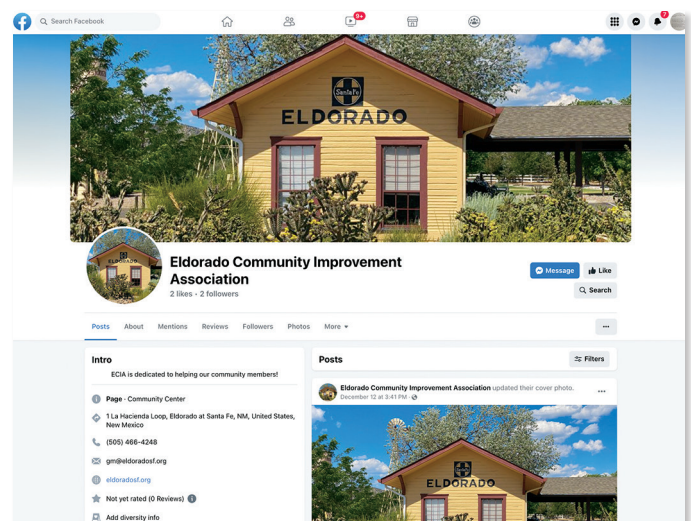 Search Facebook
9+
7
Santa Fe
ELDORADO
ELDORADO
Eldorado Community Improvement
Association
2 likes • 2 followers
Message
Like
Search
Posts
About
Mentions
Reviews
Followers
Photos
More
Intro
ECIA is dedicated to helping our community members!
Page · Community Center
1 La Hacienda Loop, Eldorado at Santa Fe, NM, United States,
New Mexico
(505) 466-4248
gm@eldoradosf.org
eldoradosf.org
Not yet rated (0 Reviews)
Add diversity info
Posts
Filters
Eldorado Community Improvement Association updated their cover photo.
December 12 at 3:41 PM ·
ELDORADO